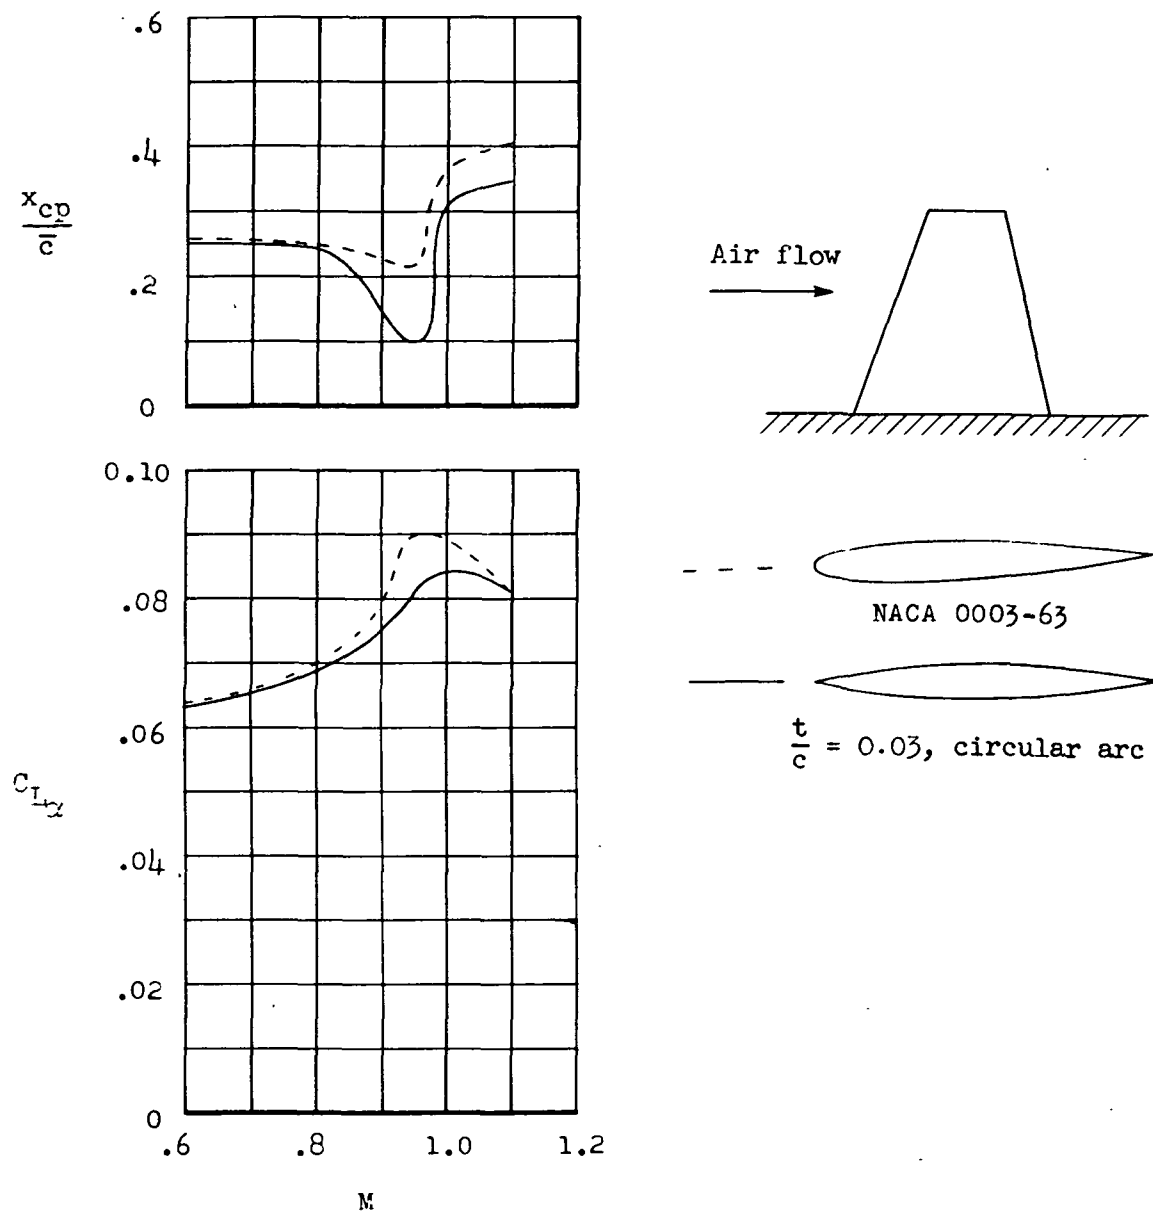 .6
.4
.2
0
x_cp / c̄
Air flow
0.10
.08
.06
.04
.02
0
C_Lα
.6 .8 1.0 1.2
M
NACA 0003-63
t/c = 0.03, circular arc